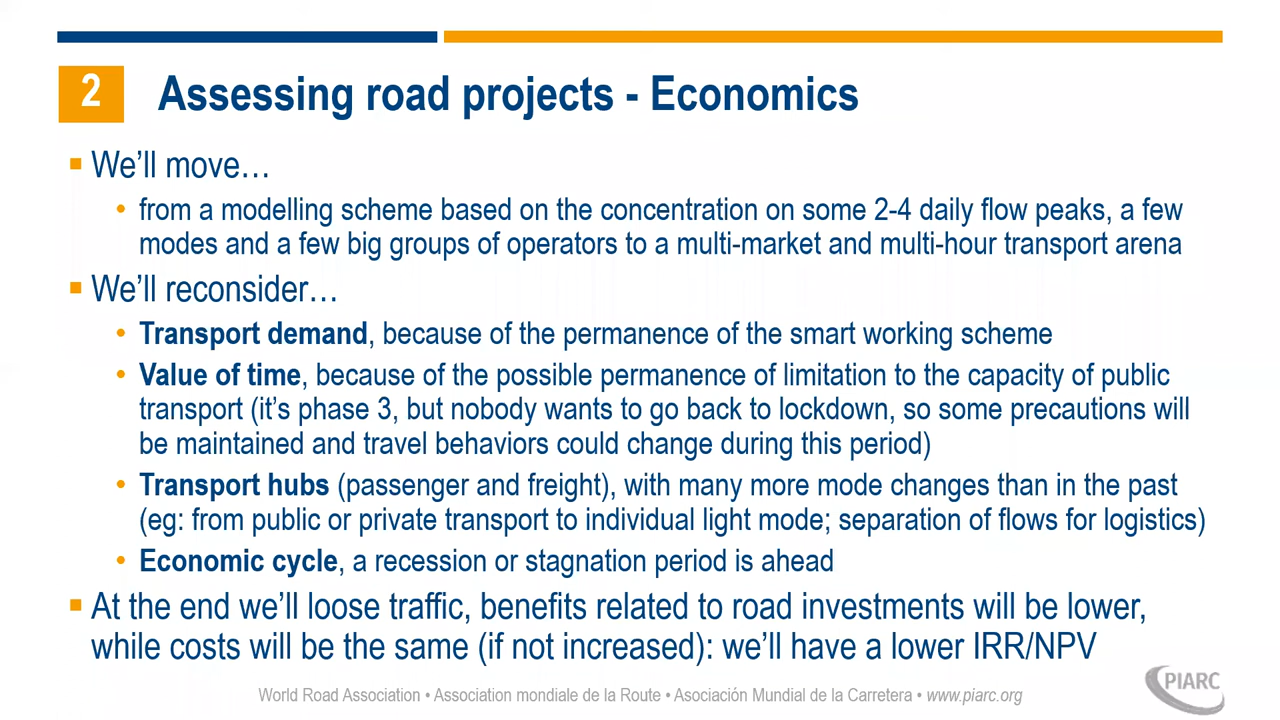 2
Assessing road projects - Economics
▪ We’ll move…
• from a modelling scheme based on the concentration on some 2-4 daily flow peaks, a few
modes and a few big groups of operators to a multi-market and multi-hour transport arena
▪ We’ll reconsider…
• Transport demand, because of the permanence of the smart working scheme
• Value of time, because of the possible permanence of limitation to the capacity of public
transport (it’s phase 3, but nobody wants to go back to lockdown, so some precautions will
be maintained and travel behaviors could change during this period)
• Transport hubs (passenger and freight), with many more mode changes than in the past
(eg: from public or private transport to individual light mode; separation of flows for logistics)
• Economic cycle, a recession or stagnation period is ahead
▪ At the end we’ll loose traffic, benefits related to road investments will be lower,
while costs will be the same (if not increased): we’ll have a lower IRR/NPV
World Road Association • Association mondiale de la Route • Asociación Mundial de la Carretera • www.piarc.org
PIARC